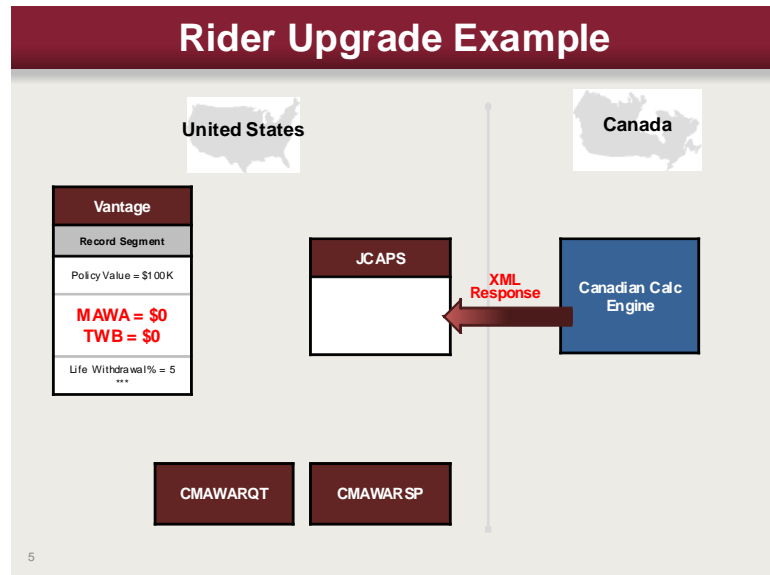 Rider Upgrade Example
United States
Canada
Vantage
Record Segment
Policy Value = $100K
MAWA = $0
TWB = $0
Life Withdrawal% = 5
***
JCAPS
XML
Response
Canadian Calc
Engine
CMAWARQT
CMAWARSP
5